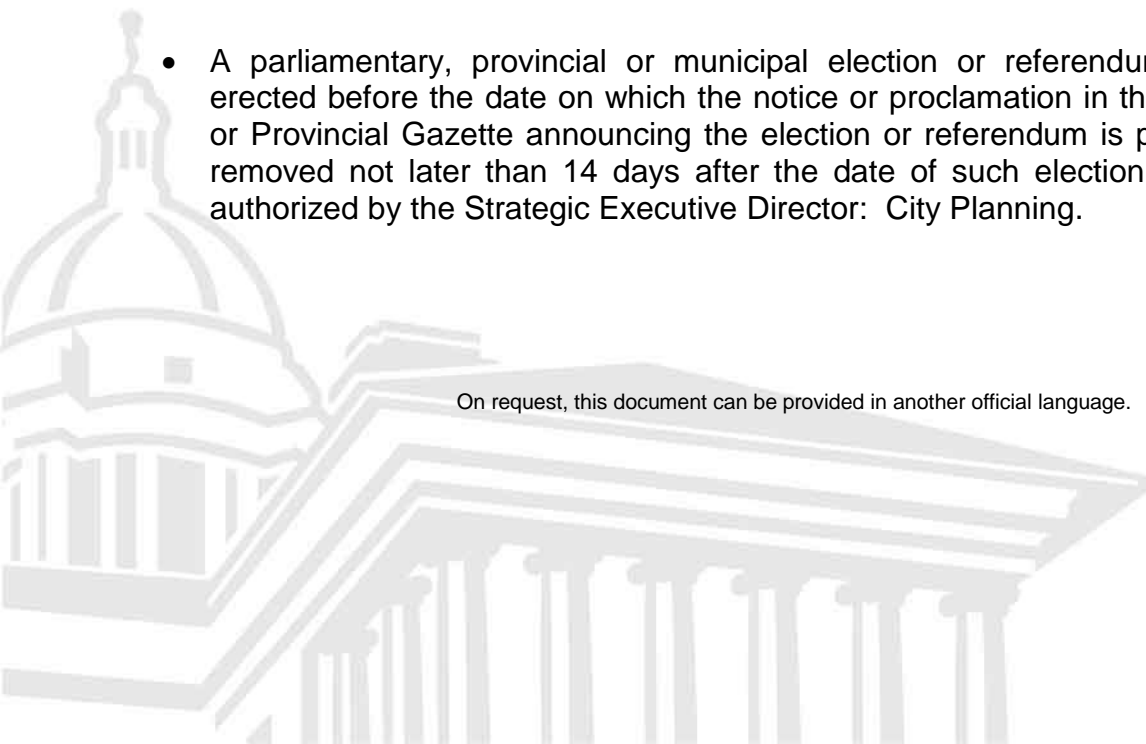 • A parliamentary, provincial or municipal election or
erected before the date on which the notice or proclamation in
or Provincial Gazette announcing the election or referendum is
removed not later than 14 days after the date of such election
authorized by the Strategic Executive Director: City Planning.
On request, this document can be provided in another official language.